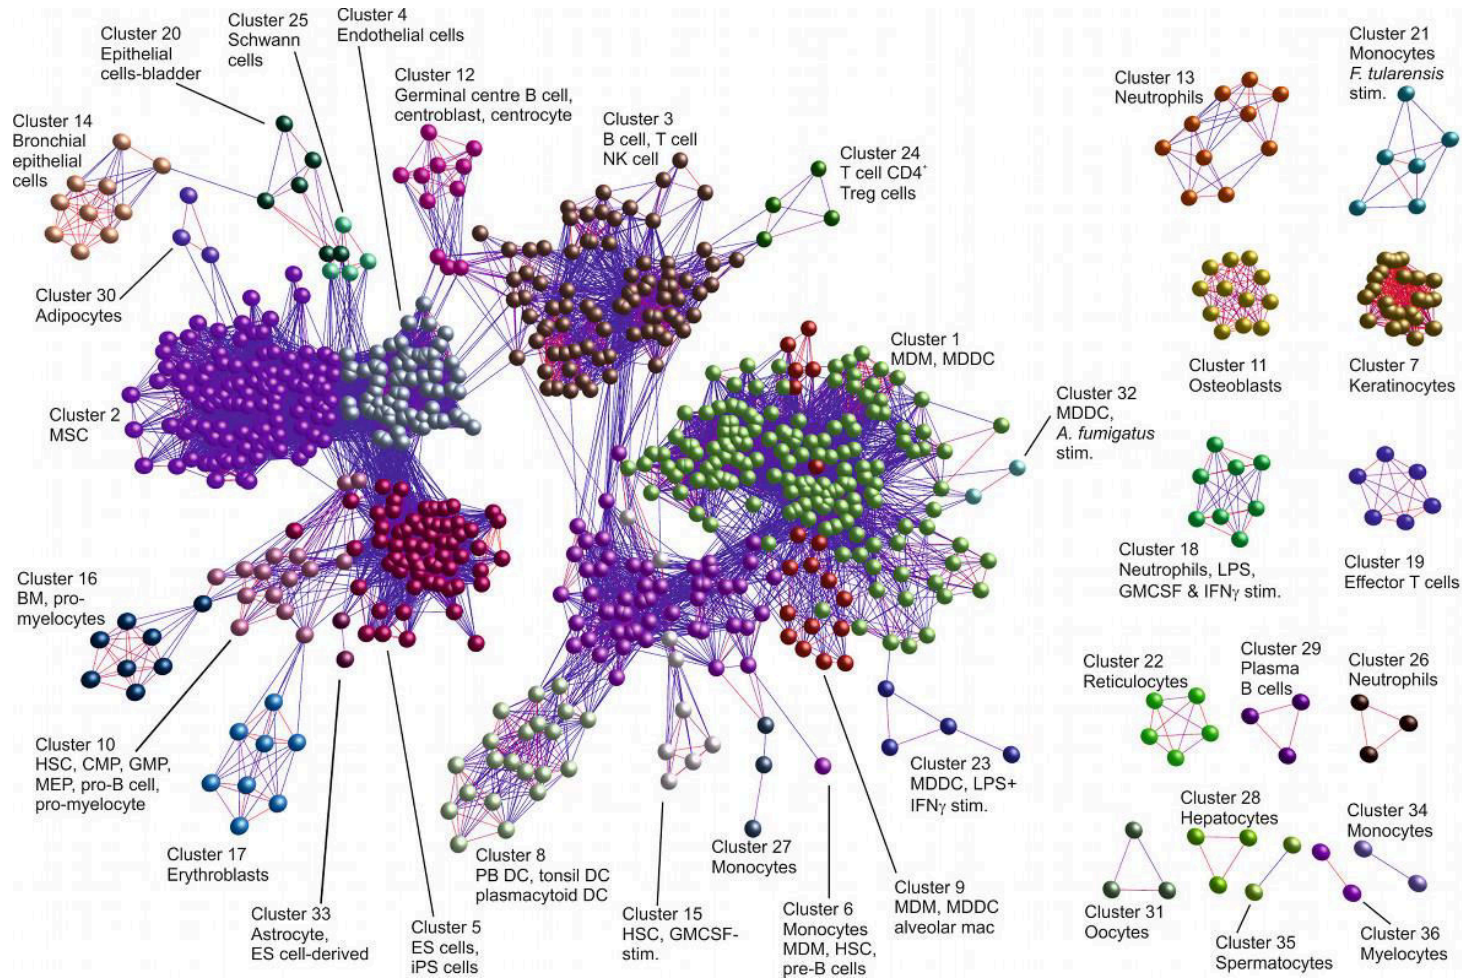 Cluster 20
Epithelial
cells-bladder
Cluster 25
Schwann
cells
Cluster 4
Endothelial cells
Cluster 12
Germinal centre B cell,
centroblast, centrocyte
Cluster 14
Bronchial
epithelial
cells
Cluster 3
B cell, T cell
NK cell
Cluster 24
T cell CD4+
Treg cells
Cluster 13
Neutrophils
Cluster 21
Monocytes
F. tularensis
stim.
Cluster 30
Adipocytes
Cluster 2
MSC
Cluster 1
MDM, MDDC
Cluster 32
MDDC,
A. fumigatus
stim.
Cluster 11
Osteoblasts
Cluster 7
Keratinocytes
Cluster 18
Neutrophils, LPS,
GMCSF & IFNγ stim.
Cluster 19
Effector T cells
Cluster 16
BM, pro-
myelocytes
Cluster 10
HSC, CMP, GMP,
MEP, pro-B cell,
pro-myelocyte
Cluster 17
Erythroblasts
Cluster 33
Astrocyte,
ES cell-derived
Cluster 5
ES cells,
iPS cells
Cluster 8
PB DC, tonsil DC
plasmacytoid DC
Cluster 15
HSC, GMCSF-
stim.
Cluster 27
Monocytes
Cluster 6
Monocytes
MDM, HSC,
pre-B cells
Cluster 9
MDM, MDDC
alveolar mac
Cluster 23
MDDC, LPS+
IFNγ stim.
Cluster 22
Reticulocytes
Cluster 29
Plasma
B cells
Cluster 26
Neutrophils
Cluster 28
Hepatocytes
Cluster 34
Monocytes
Cluster 31
Oocytes
Cluster 35
Spermatocytes
Cluster 36
Myelocytes